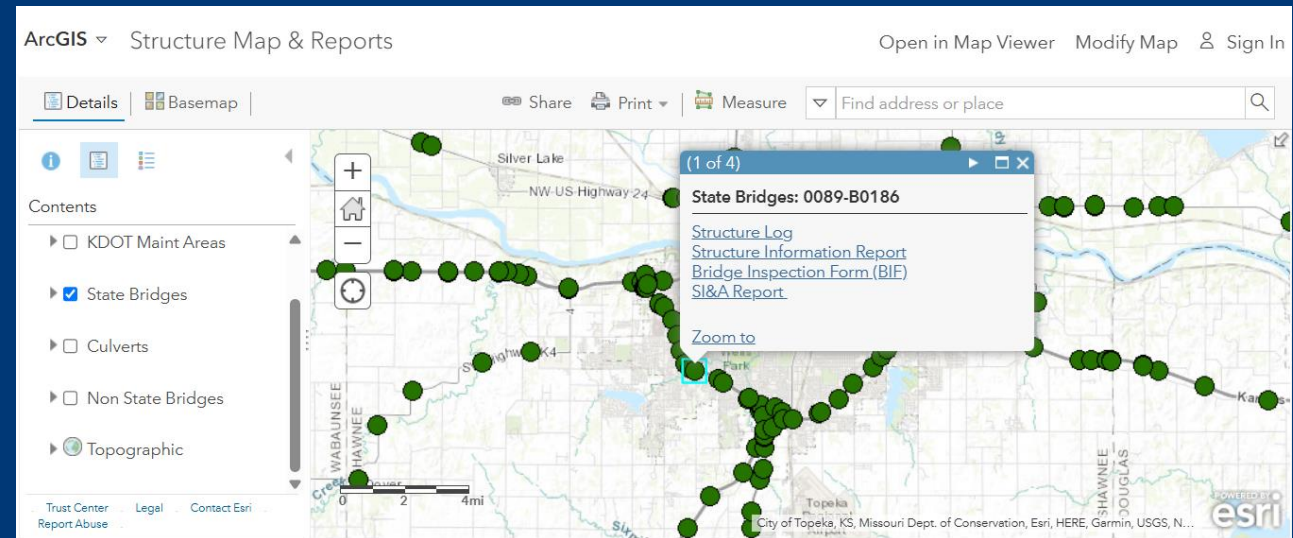 ArcGIS Structure Map & Reports
Open in Map Viewer Modify Map Sign In
Details Basemap
Share Print Measure Find address or place
Contents
KDOT Maint Areas
State Bridges
Culverts
Non State Bridges
Topographic
Trust Center Legal Contact Esri
Report Abuse
Silver Lake
NW US Highway 24
(1 of 4)
State Bridges: 0089-B0186
Structure Log
Structure Information Report
Bridge Inspection Form (BIF)
SI&A Report
Zoom to
K4
Park
WABAUNSEE
SHAWNEE
Creek
0 2 4mi
Topeka
SHAWNEE
DOUGLAS
City of Topeka, KS, Missouri Dept. of Conservation, Esri, HERE, Garmin, USGS, N...
POWERED BY
esri